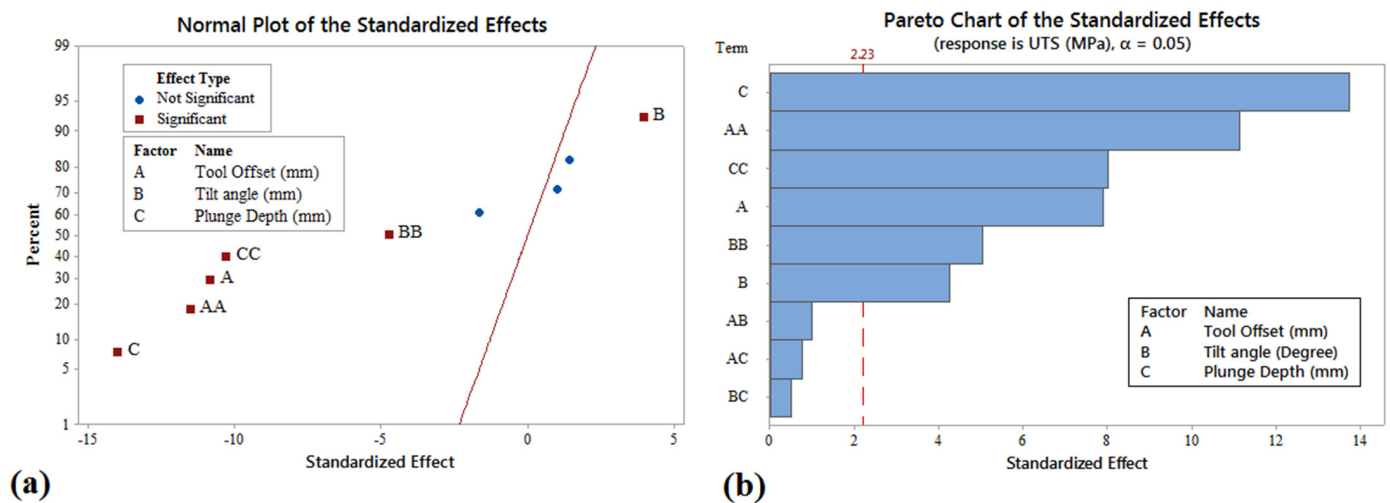 Normal Plot of the Standardized Effects
99
95
90
80
70
60
50
40
30
20
10
5
1
Percent
Effect Type
Not Significant
Significant
Factor Name
A Tool Offset (mm)
B Tilt angle (mm)
C Plunge Depth (mm)
B
BB
CC
A
AA
C
-15 -10 -5 0 5
Standardized Effect
(a)
Pareto Chart of the Standardized Effects
(response is UTS (MPa), α = 0.05)
Term
2.23
C
AA
CC
A
BB
B
AB
AC
BC
Factor Name
A Tool Offset (mm)
B Tilt angle (Degree)
C Plunge Depth (mm)
0 2 4 6 8 10 12 14
Standardized Effect
(b)